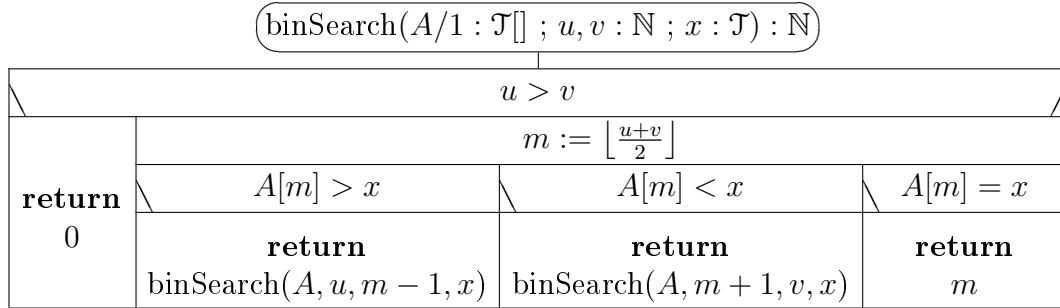 binSearch(A/1 : 𝒯[] ; u, v : ℕ ; x : 𝒯) : ℕ
u > v
m := ⌊(u+v)/2⌋
A[m] > x
A[m] < x
A[m] = x
return
0
return
binSearch(A, u, m − 1, x)
return
binSearch(A, m + 1, v, x)
return
m